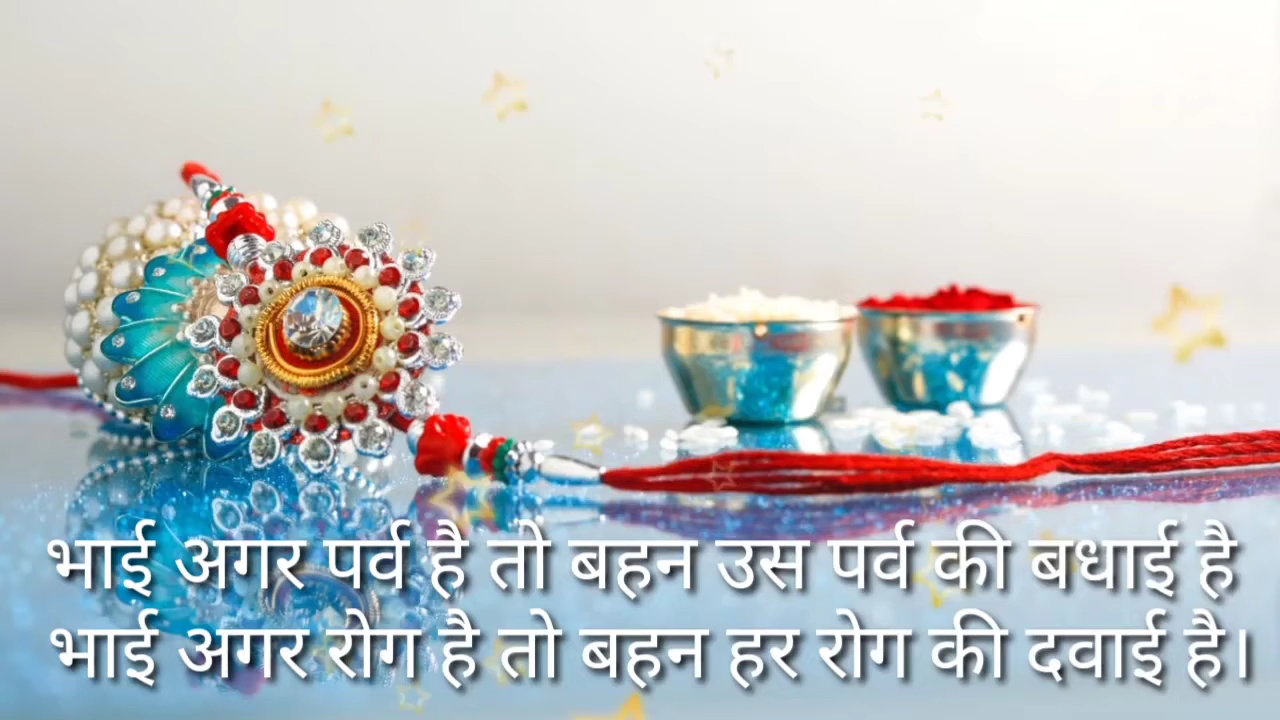 भाई अगर पर्व है तो बहन उस पर्व की बधाई है
भाई अगर रोग है तो बहन हर रोग की दवाई है।